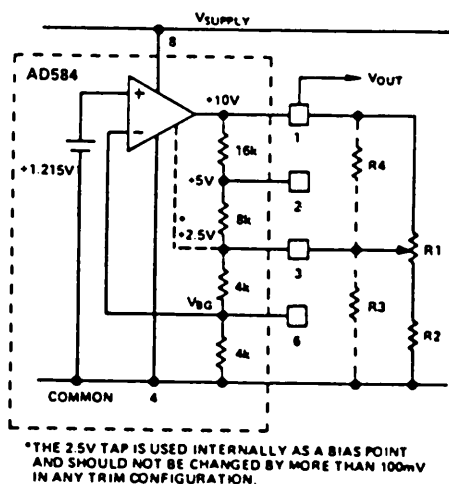 VSUPPLY
8
AD584
VOUT
+
+10V
−
1
16k
R4
+1.215V
+5V
2
8k
*
+2.5V
3
R1
4k
VBG
R3
6
4k
R2
COMMON
4
*THE 2.5V TAP IS USED INTERNALLY AS A BIAS POINT
AND SHOULD NOT BE CHANGED BY MORE THAN 100mV
IN ANY TRIM CONFIGURATION.